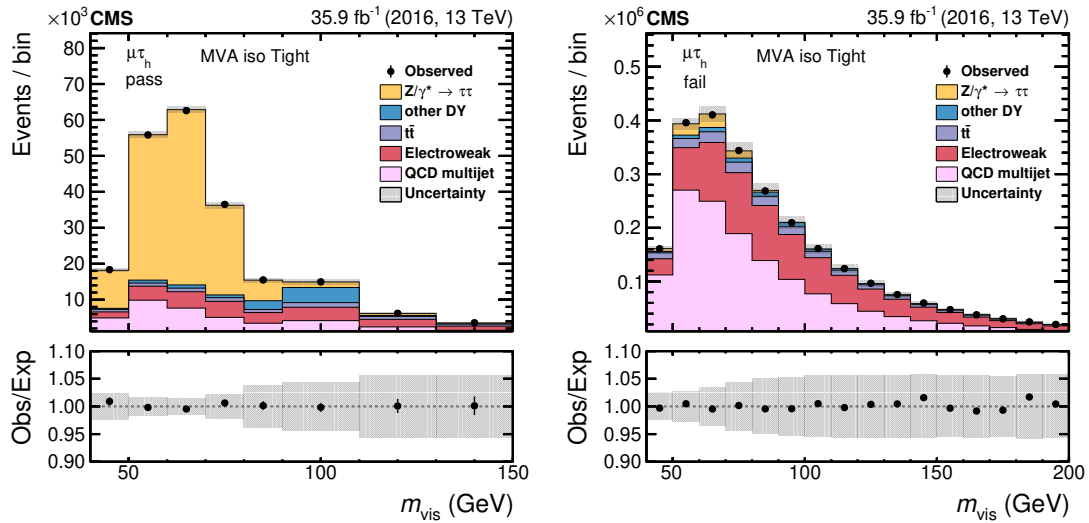 ×10³ CMS 35.9 fb⁻¹ (2016, 13 TeV)
Events / bin
80
70
60
50
40
30
20
10
μτ_h
pass
MVA iso Tight
Observed
Z/γ* → ττ
other DY
tt̄
Electroweak
QCD multijet
Uncertainty
Obs/Exp
1.10
1.05
1.00
0.95
0.90
50 100 150
m_vis (GeV)
×10⁶ CMS 35.9 fb⁻¹ (2016, 13 TeV)
Events / bin
0.5
0.4
0.3
0.2
0.1
μτ_h
fail
MVA iso Tight
Observed
Z/γ* → ττ
other DY
tt̄
Electroweak
QCD multijet
Uncertainty
Obs/Exp
1.10
1.05
1.00
0.95
0.90
50 100 150 200
m_vis (GeV)